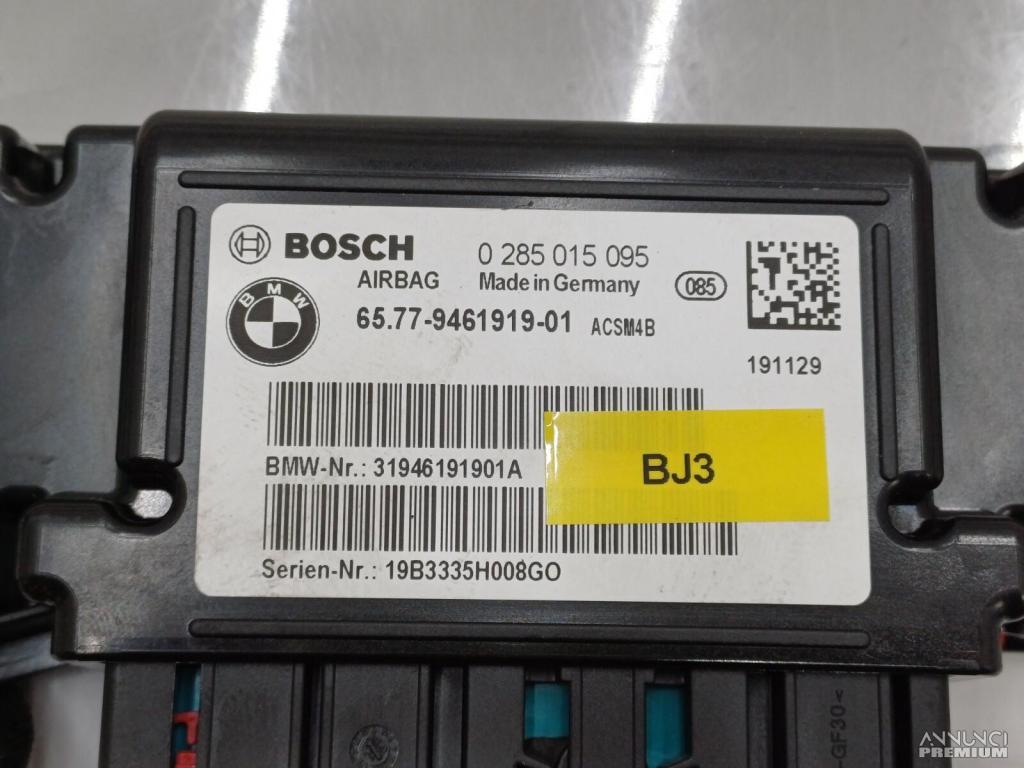 BOSCH 0 285 015 095
AIRBAG Made in Germany 085
BMW
65.77-9461919-01 ACSM4B
191129
BMW-Nr.: 31946191901A
BJ3
Serien-Nr.: 19B3335H008GO
GF30<
ANNUNCI
PREMIUM